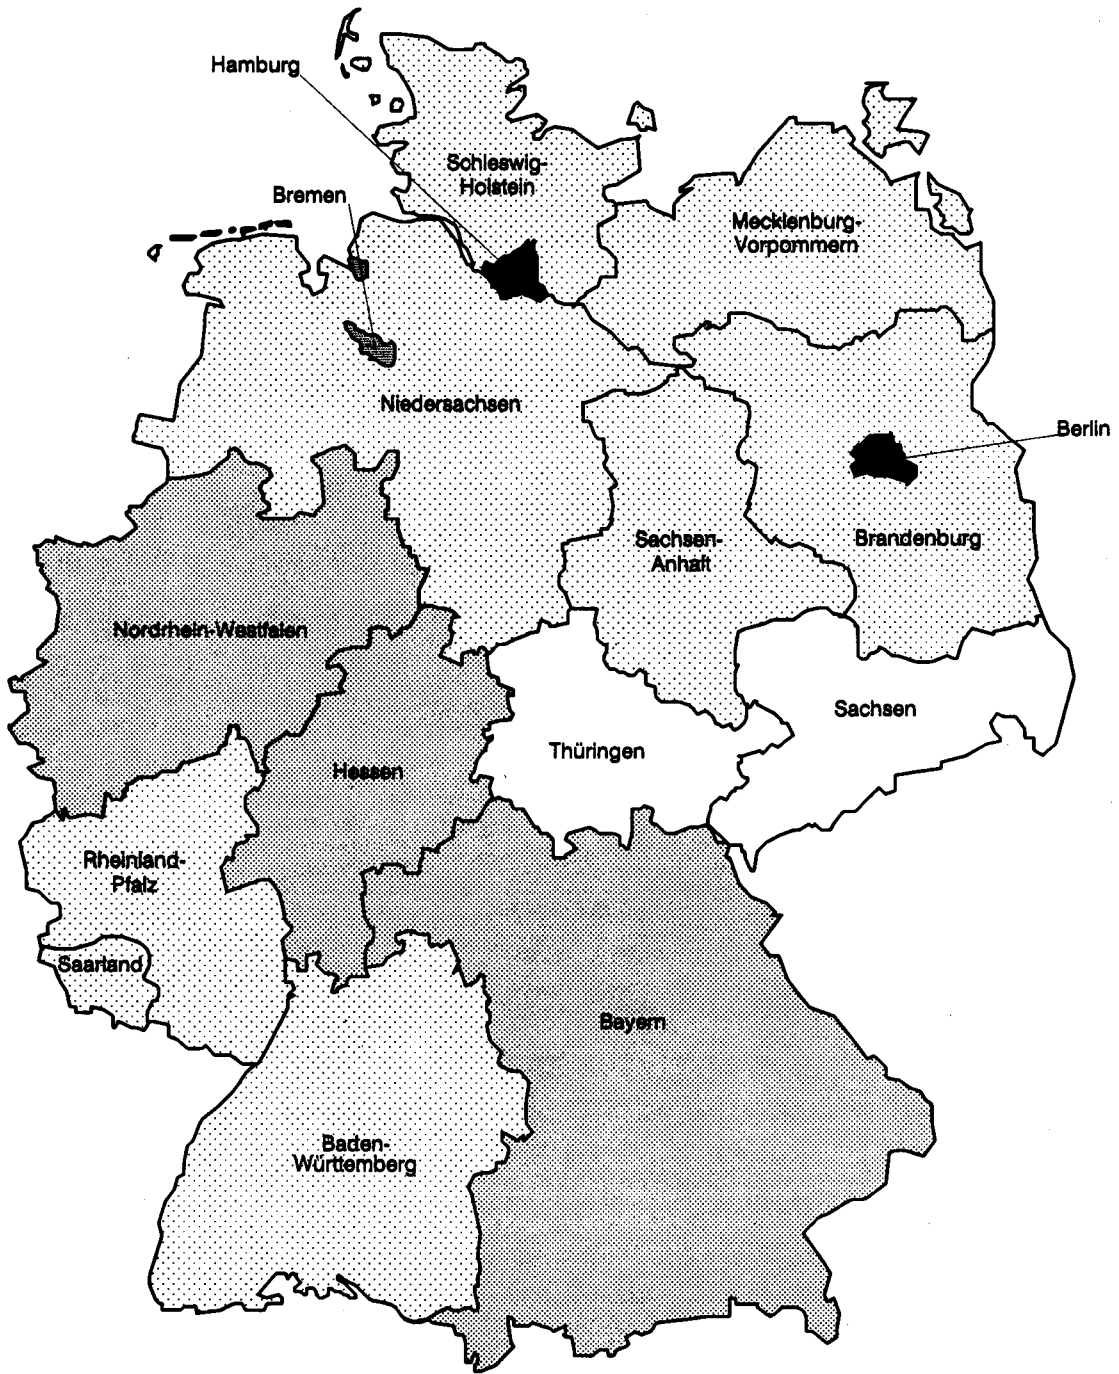 Hamburg
Schleswig-
Holstein
Bremen
Mecklenburg-
Vorpommern
Niedersachsen
Berlin
Sachsen-
Anhalt
Brandenburg
Nordrhein-Westfalen
Sachsen
Thüringen
Hessen
Rheinland-
Pfalz
Saarland
Bayern
Baden-
Württemberg